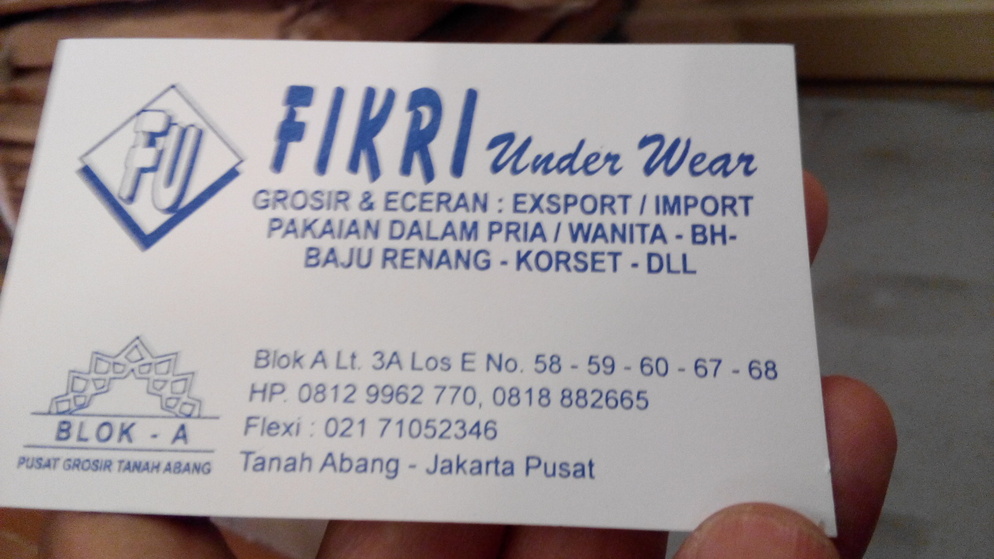 FU
FIKRI Under Wear
GROSIR & ECERAN : EXSPORT / IMPORT
PAKAIAN DALAM PRIA / WANITA - BH-
BAJU RENANG - KORSET - DLL
Blok A Lt. 3A Los E No. 58 - 59 - 60 - 67 - 68
HP. 0812 9962 770, 0818 882665
Flexi : 021 71052346
Tanah Abang - Jakarta Pusat
BLOK - A
PUSAT GROSIR TANAH ABANG